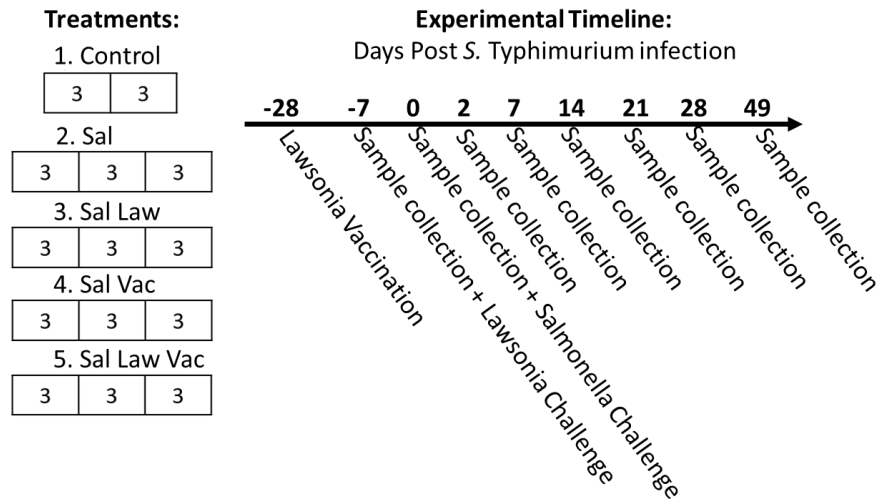 Treatments:
1. Control
3 3
2. Sal
3 3 3
3. Sal Law
3 3 3
4. Sal Vac
3 3 3
5. Sal Law Vac
3 3 3
Experimental Timeline:
Days Post S. Typhimurium infection
-28 -7 0 2 7 14 21 28 49
Lawsonia Vaccination
Sample collection + Lawsonia Challenge
Sample collection + Salmonella Challenge
Sample collection
Sample collection
Sample collection
Sample collection
Sample collection
Sample collection